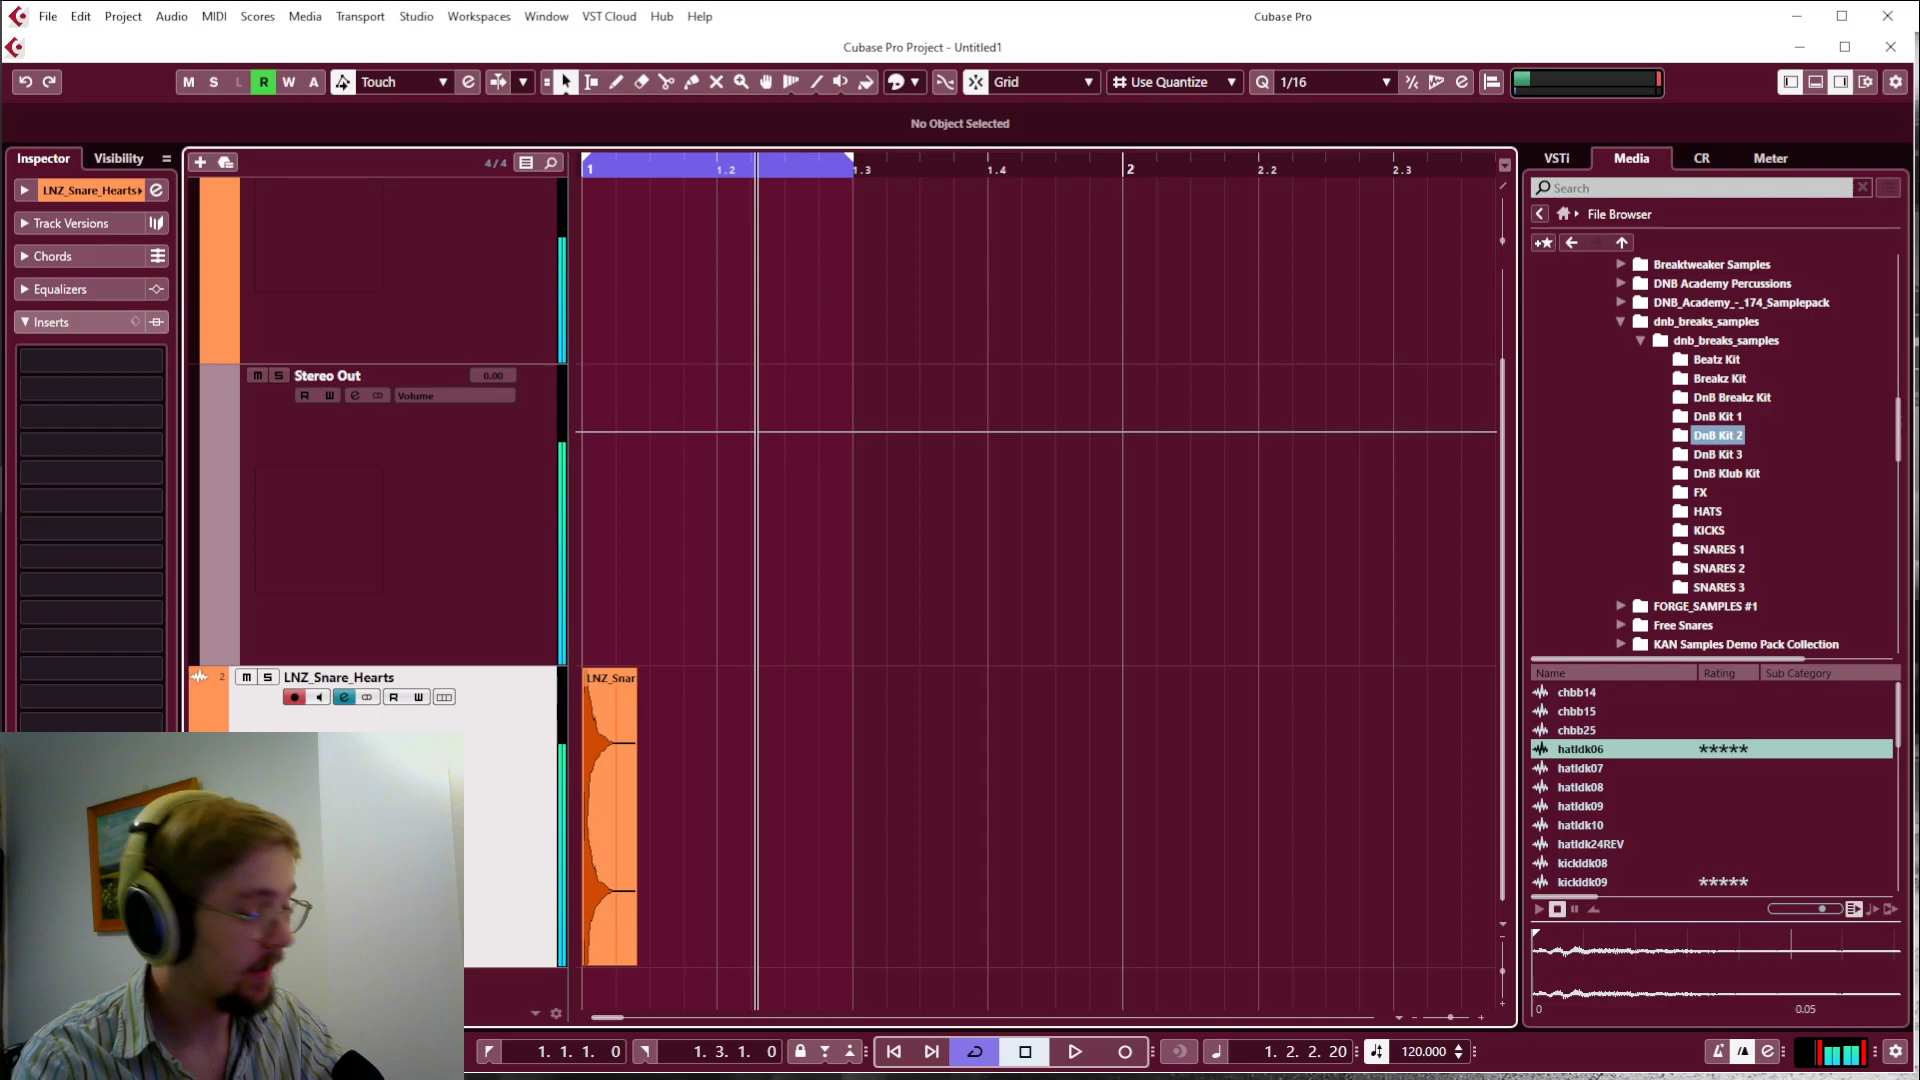 File Edit Project Audio MIDI Scores Media Transport Studio Workspaces Window VST Cloud Hub Help
Cubase Pro
Cubase Pro Project - Untitled1
M S L R W A
Touch
Grid
Use Quantize
Q 1/16
No Object Selected
Inspector
Visibility
4/4
1
1.2
1.3
1.4
2
2.2
2.3
VSTi
Media
CR
Meter
LNZ_Snare_Hearts
Track Versions
Chords
Equalizers
Inserts
Search
File Browser
Breaktweaker Samples
DNB Academy Percussions
DNB_Academy_-_174_Samplepack
dnb_breaks_samples
dnb_breaks_samples
Beatz Kit
Breakz Kit
DnB Breakz Kit
DnB Kit 1
DnB Kit 2
DnB Kit 3
DnB Klub Kit
FX
HATS
KICKS
SNARES 1
SNARES 2
SNARES 3
FORGE_SAMPLES #1
Free Snares
KAN Samples Demo Pack Collection
m S Stereo Out 0.00
R W e Volume
2 m S LNZ_Snare_Hearts
e R W
LNZ_Snar
Name Rating Sub Category
chbb14
chbb15
chbb25
hatldk06 *****
hatldk07
hatldk08
hatldk09
hatldk10
hatldk24REV
kickldk08
kickldk09 *****
0 0.05
1. 1. 1. 0
1. 3. 1. 0
1. 2. 2. 20
120.000